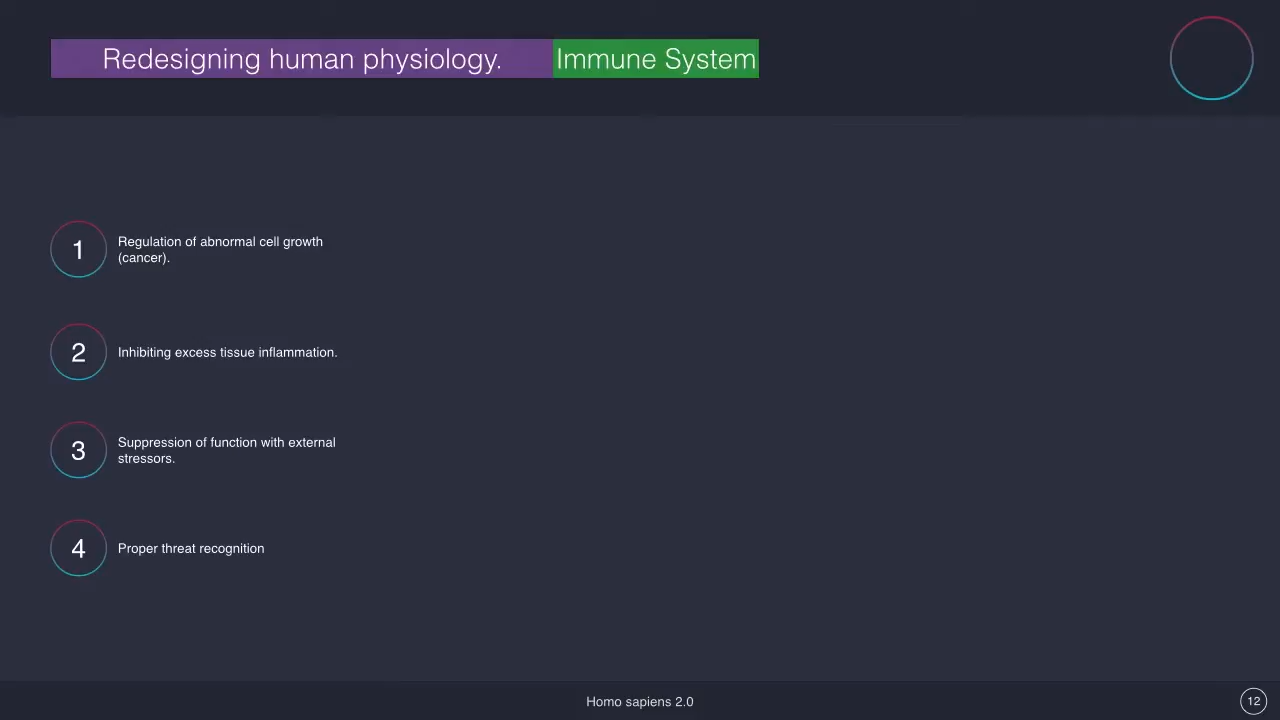 Redesigning human physiology. Immune System
1
Regulation of abnormal cell growth
(cancer).
2
Inhibiting excess tissue inflammation.
3
Suppression of function with external
stressors.
4
Proper threat recognition
Homo sapiens 2.0
12